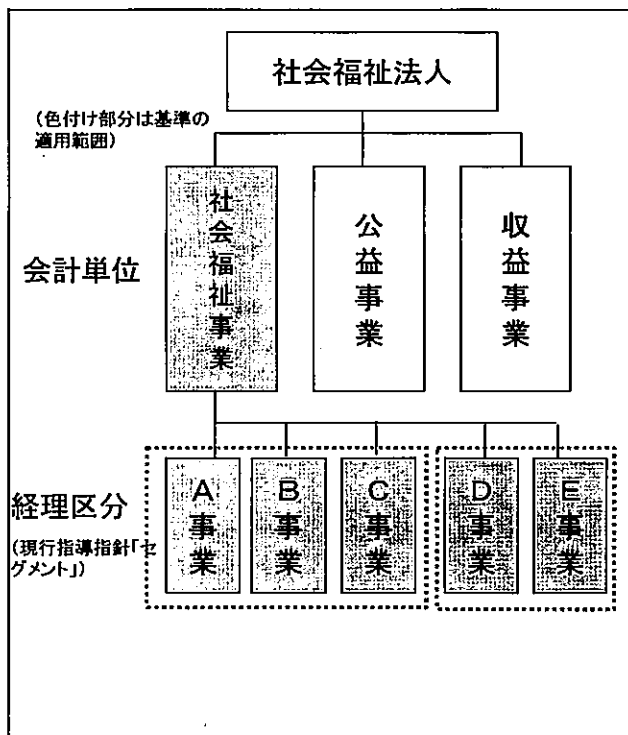 社会福祉法人
(色付け部分は基準の
適用範囲)
会計単位
社会福祉事業
公益事業
収益事業
経理区分
(現行指導指針「セ
グメント」)
A事業
B事業
C事業
D事業
E事業